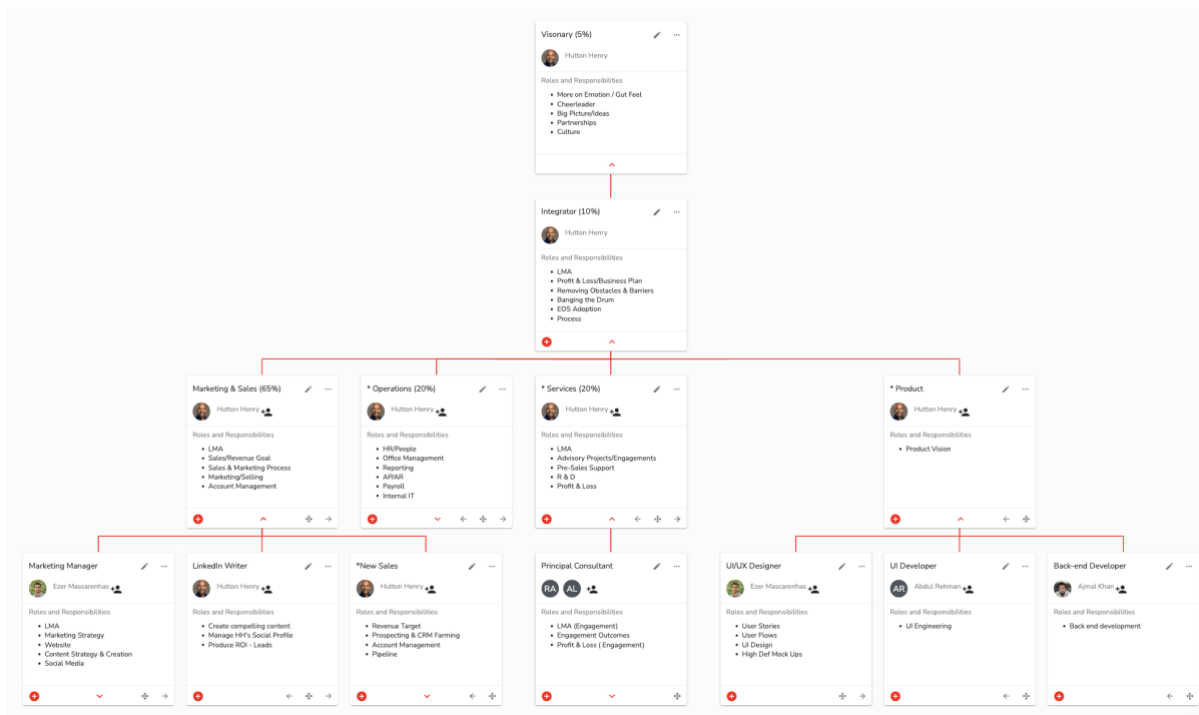 Visonary (5%)
Hutton Henry
Roles and Responsibilities
• More on Emotion / Gut Feel
• Cheerleader
• Big Picture/Ideas
• Partnerships
• Culture
Integrator (10%)
Hutton Henry
Roles and Responsibilities
• LMA
• Profit & Loss/Business Plan
• Removing Obstacles & Barriers
• Banging the Drum
• EOS Adoption
• Process
Marketing & Sales (65%)
Hutton Henry
Roles and Responsibilities
• LMA
• Sales/Revenue Goal
• Sales & Marketing Process
• Marketing/Selling
• Account Management
* Operations (20%)
Hutton Henry
Roles and Responsibilities
• HR/People
• Office Management
• Reporting
• AP/AR
• Payroll
• Internal IT
* Services (20%)
Hutton Henry
Roles and Responsibilities
• LMA
• Advisory Projects/Engagements
• Pre-Sales Support
• R & D
• Profit & Loss
* Product
Hutton Henry
Roles and Responsibilities
• Product Vision
Marketing Manager
Ezer Mascarenhas
Roles and Responsibilities
• LMA
• Marketing Strategy
• Website
• Content Strategy & Creation
• Social Media
LinkedIn Writer
Hutton Henry
Roles and Responsibilities
• Create compelling content
• Manage HH's Social Profile
• Produce ROI - Leads
*New Sales
Hutton Henry
Roles and Responsibilities
• Revenue Target
• Prospecting & CRM Farming
• Account Management
• Pipeline
Principal Consultant
RA AL
Roles and Responsibilities
• LMA (Engagement)
• Engagement Outcomes
• Profit & Loss ( Engagement)
UI/UX Designer
Ezer Mascarenhas
Roles and Responsibilities
• User Stories
• User Flows
• UI Design
• High Def Mock Ups
UI Developer
AR Abdul Rehman
Roles and Responsibilities
• UI Engineering
Back-end Developer
Ajmal Khan
Roles and Responsibilities
• Back end development